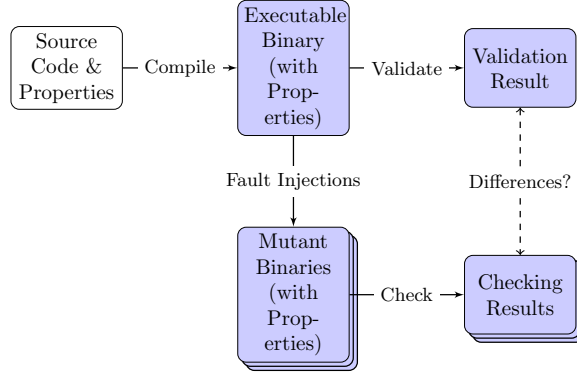 Source
Code &
Properties
Compile
Executable
Binary
(with
Prop-
erties)
Validate
Validation
Result
Fault Injections
Differences?
Mutant
Binaries
(with
Prop-
erties)
Check
Checking
Results